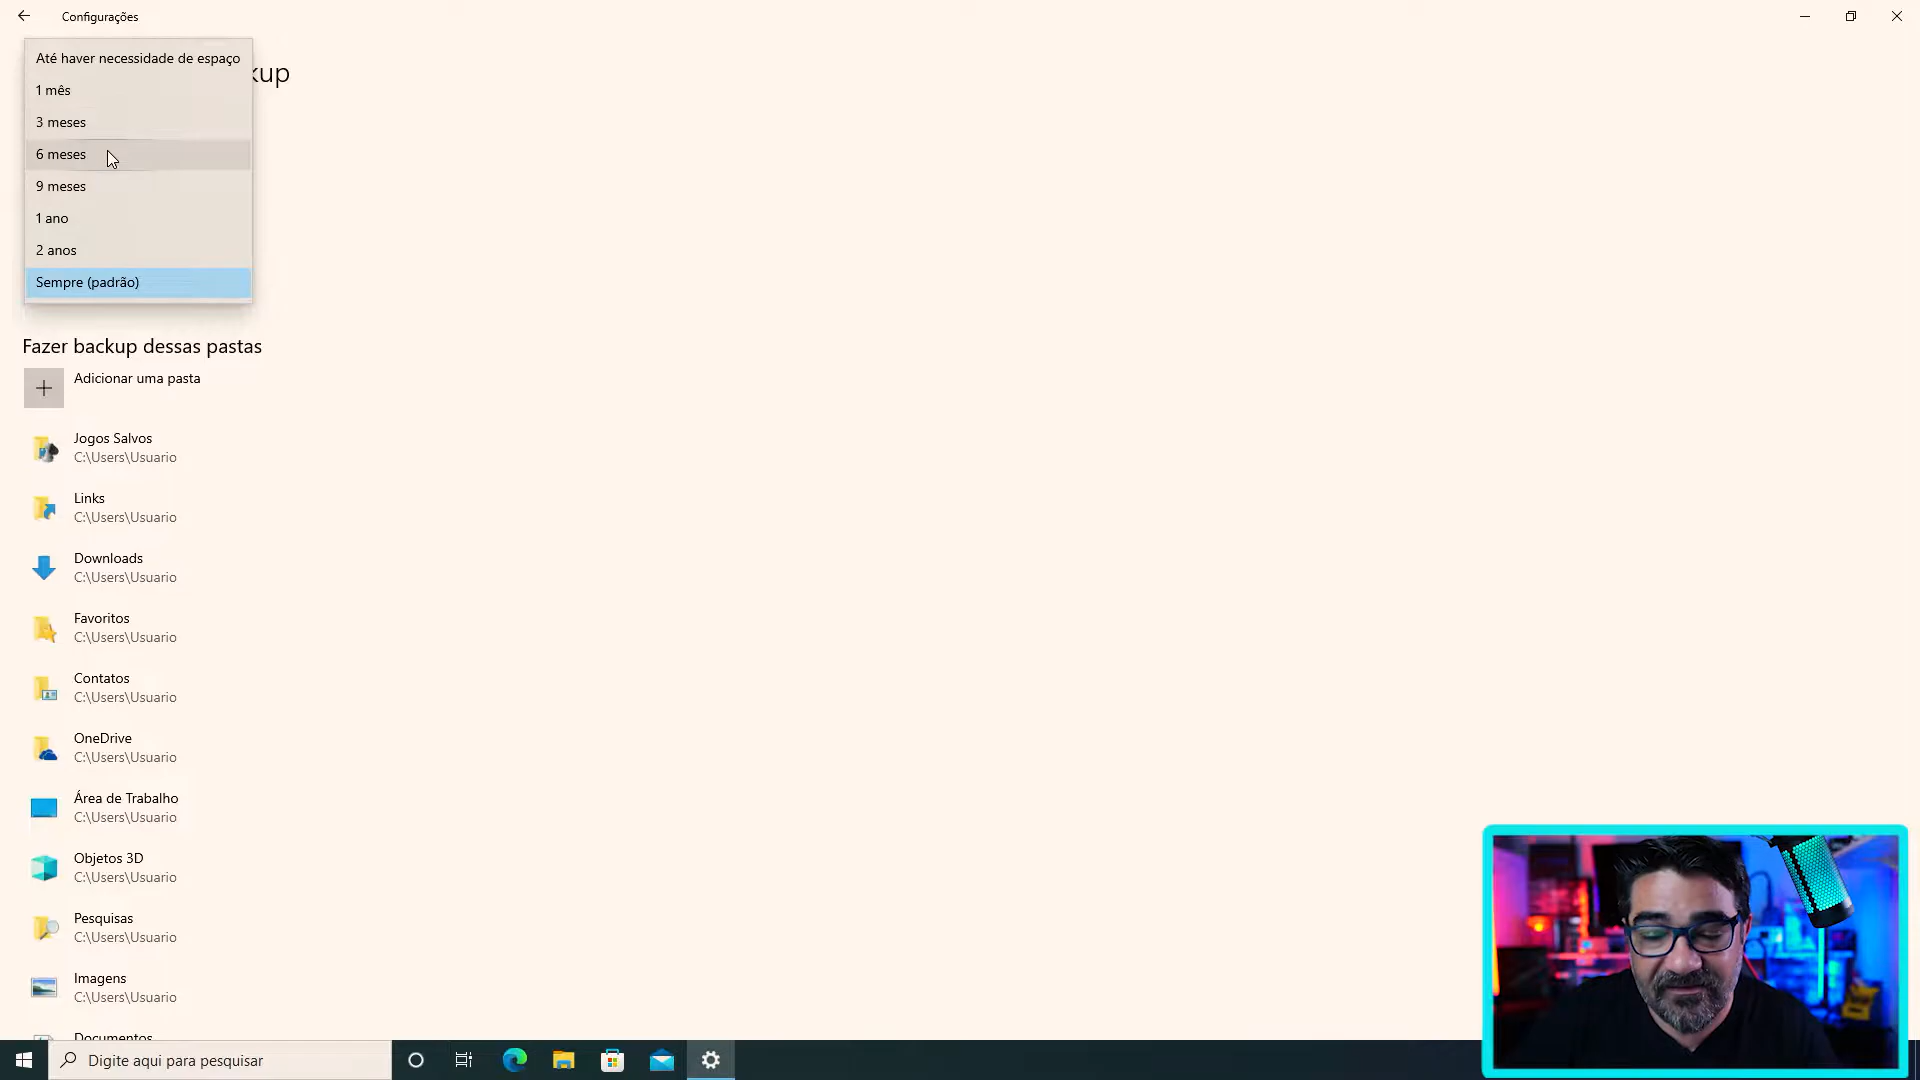 Configurações
kup
Até haver necessidade de espaço
1 mês
3 meses
6 meses
9 meses
1 ano
2 anos
Sempre (padrão)
Fazer backup dessas pastas
Adicionar uma pasta
Jogos Salvos
C:\Users\Usuario
Links
C:\Users\Usuario
Downloads
C:\Users\Usuario
Favoritos
C:\Users\Usuario
Contatos
C:\Users\Usuario
OneDrive
C:\Users\Usuario
Área de Trabalho
C:\Users\Usuario
Objetos 3D
C:\Users\Usuario
Pesquisas
C:\Users\Usuario
Imagens
C:\Users\Usuario
Documentos
Digite aqui para pesquisar